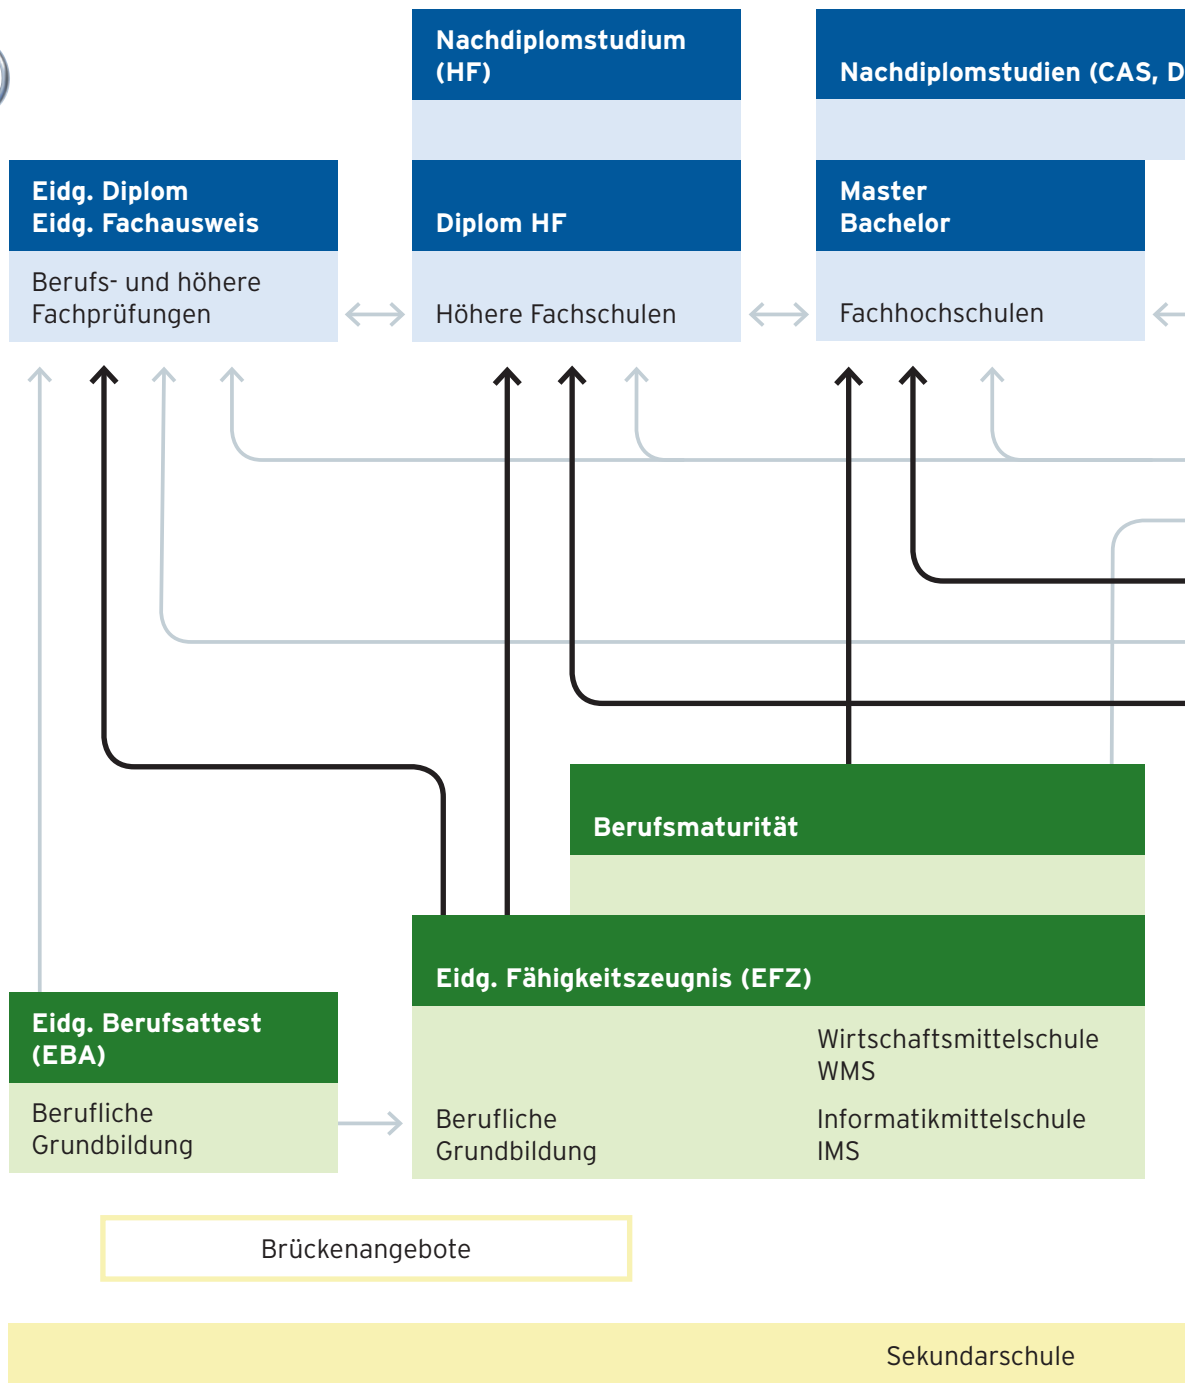 Nachdiplomstudium
(HF)
Nachdiplomstudien (CAS, D
Eidg. Diplom
Eidg. Fachausweis
Diplom HF
Master
Bachelor
Berufs- und höhere
Fachprüfungen
Höhere Fachschulen
Fachhochschulen
Berufsmaturität
Eidg. Fähigkeitszeugnis (EFZ)
Eidg. Berufsattest
(EBA)
Wirtschaftsmittelschule
WMS
Berufliche
Grundbildung
Berufliche
Grundbildung
Informatikmittelschule
IMS
Brückenangebote
Sekundarschule